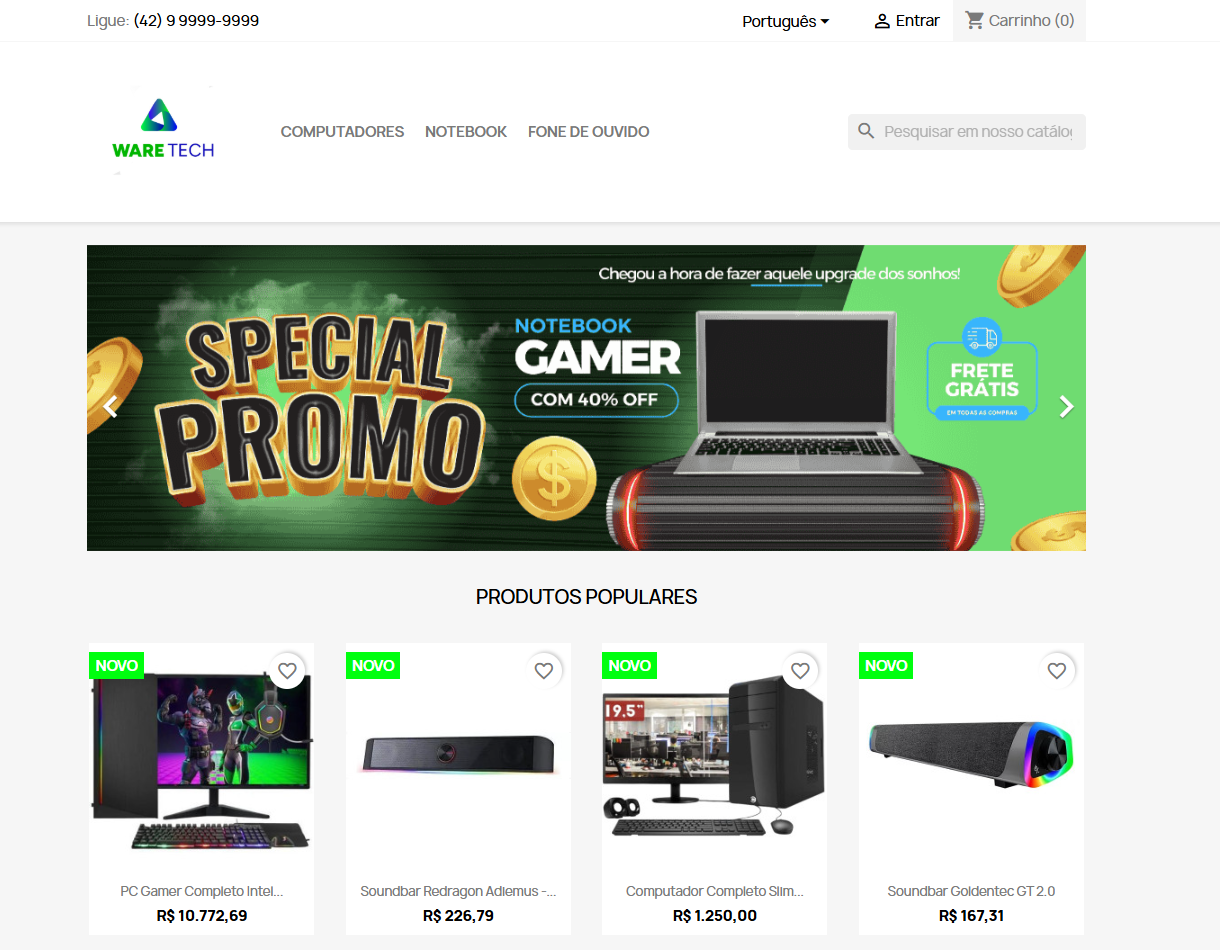 Ligue: (42) 9 9999-9999
Português
Entrar
Carrinho (0)
WARE TECH
COMPUTADORES
NOTEBOOK
FONE DE OUVIDO
Pesquisar em nosso catálog
Chegou a hora de fazer aquele upgrade dos sonhos!
SPECIAL
PROMO
NOTEBOOK
GAMER
COM 40% OFF
FRETE
GRÁTIS
EM TODAS AS COMPRAS
PRODUTOS POPULARES
NOVO
NOVO
NOVO
NOVO
19.5"
PC Gamer Completo Intel...
R$ 10.772,69
Soundbar Redragon Adiemus -...
R$ 226,79
Computador Completo Slim...
R$ 1.250,00
Soundbar Goldentec GT 2.0
R$ 167,31